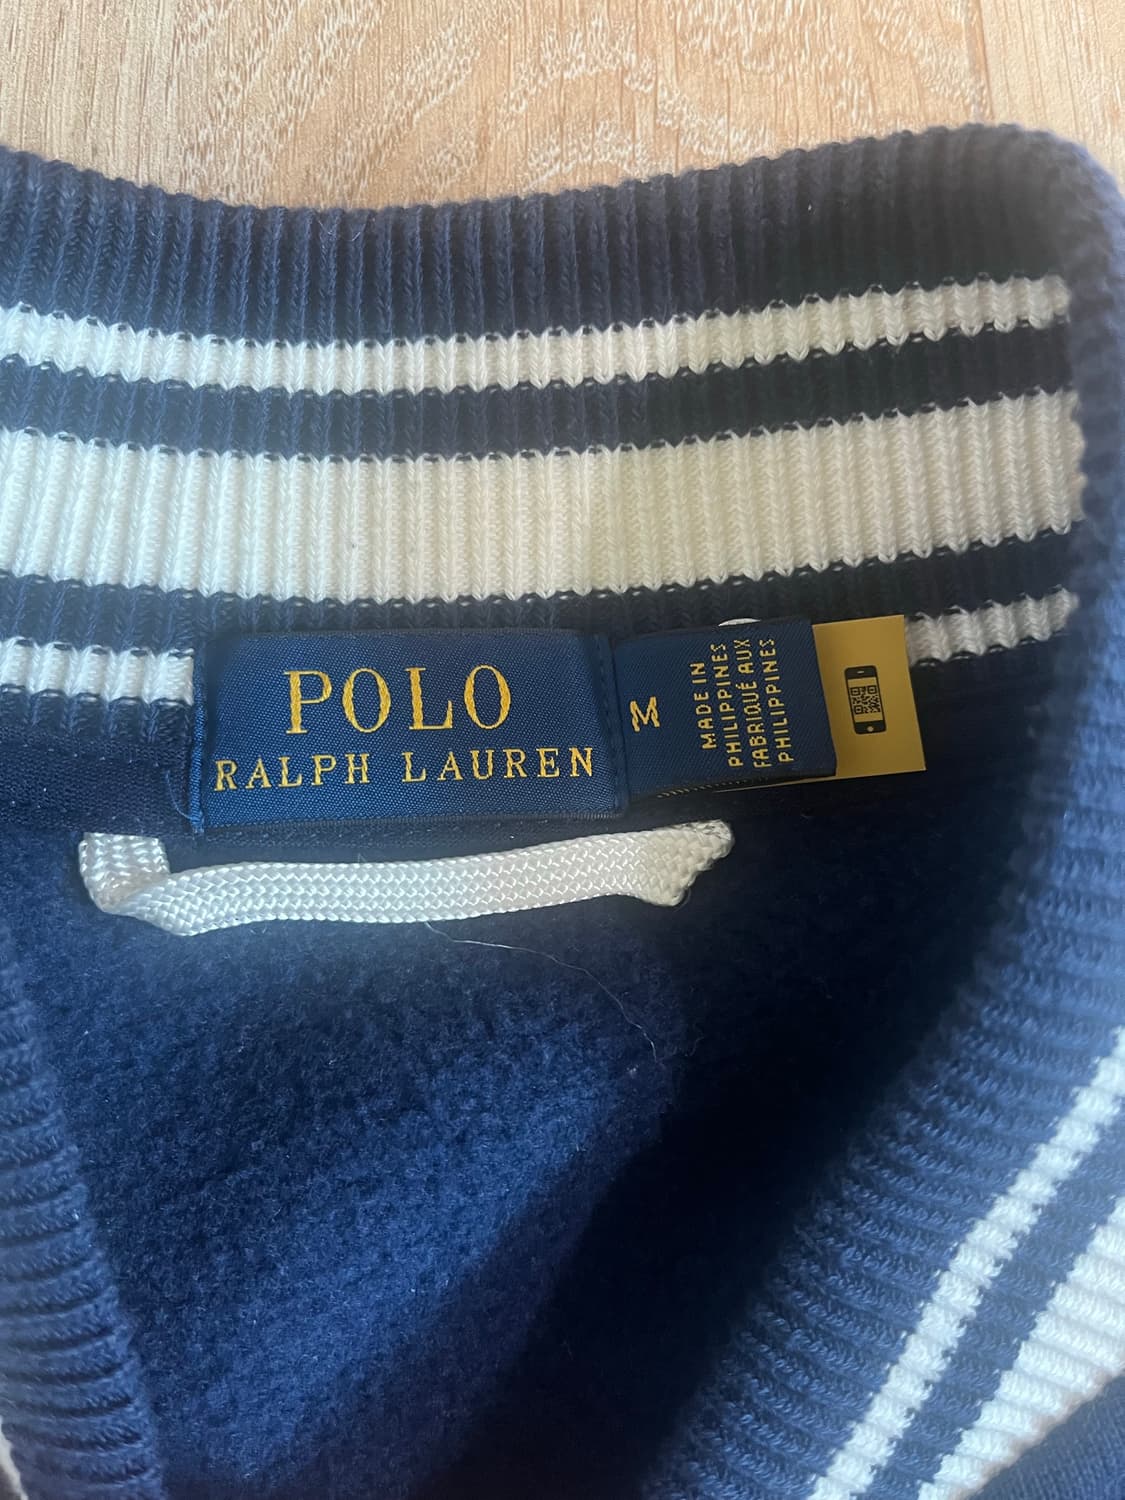 POLO
RALPH LAUREN
M
MADE IN
PHILIPPINES
FABRIQUÉ AUX
PHILIPPINES